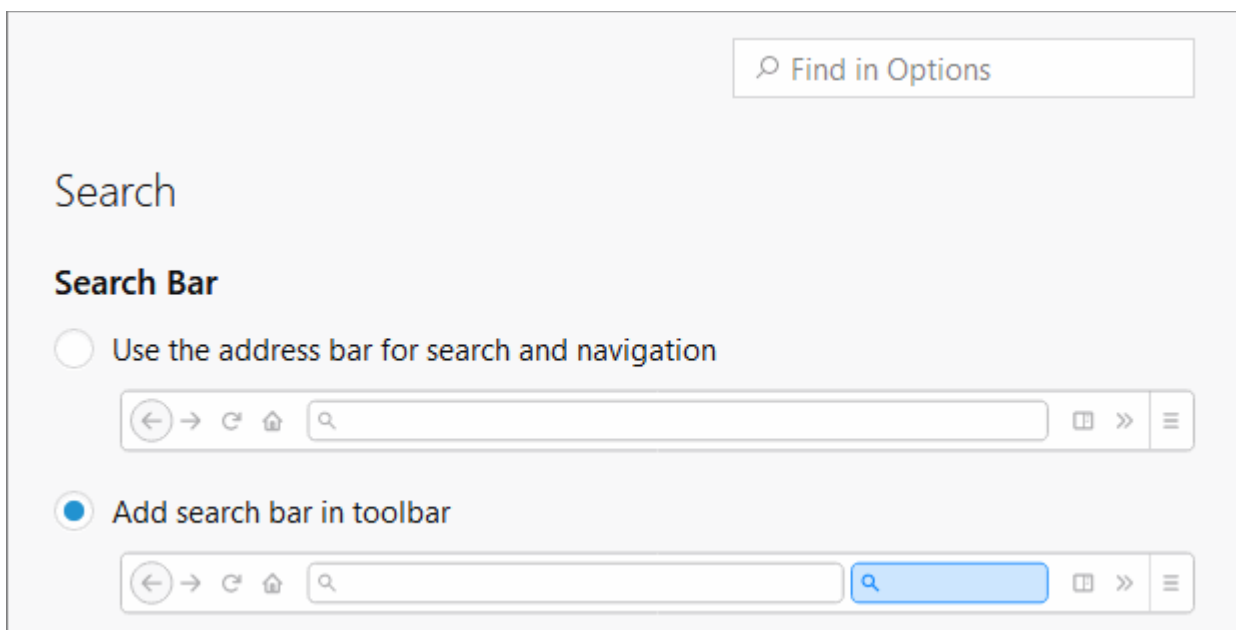 Find in Options
Search
Search Bar
Use the address bar for search and navigation
Add search bar in toolbar